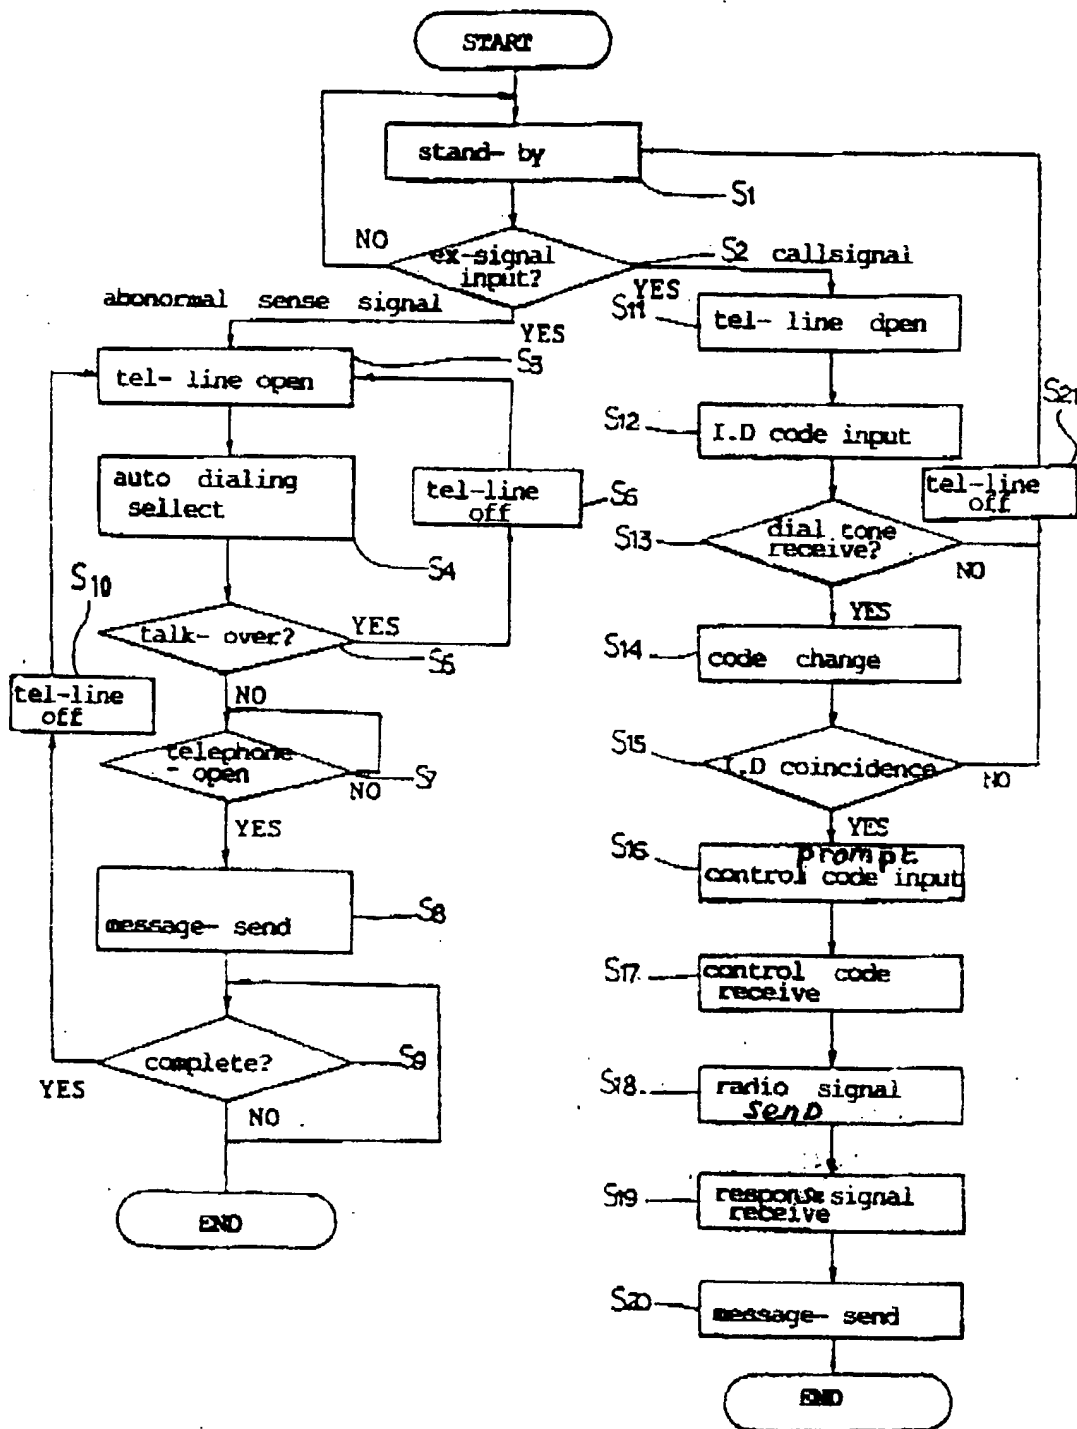 START
stand- by
S1
NO
ex-signal
input?
S2 callsignal
YES
abonormal sense signal
YES
S11
tel- line dpen
S3
tel- line open
S12
I.D code input
S21
auto dialing
sellect
S4
tel-line
off
S6
tel-line
off
S13
dial tone
receive?
NO
YES
S10
talk- over?
YES
S5
S14
code change
tel-line
off
NO
telephone
- open
S7
NO
S15
I.D coincidence
NO
YES
YES
S16
prompt
control code input
S8
message- send
S17
control code
receive
complete?
S9
YES
NO
S18
radio signal
senD
S19
response signal
receive
END
S20
message- send
END